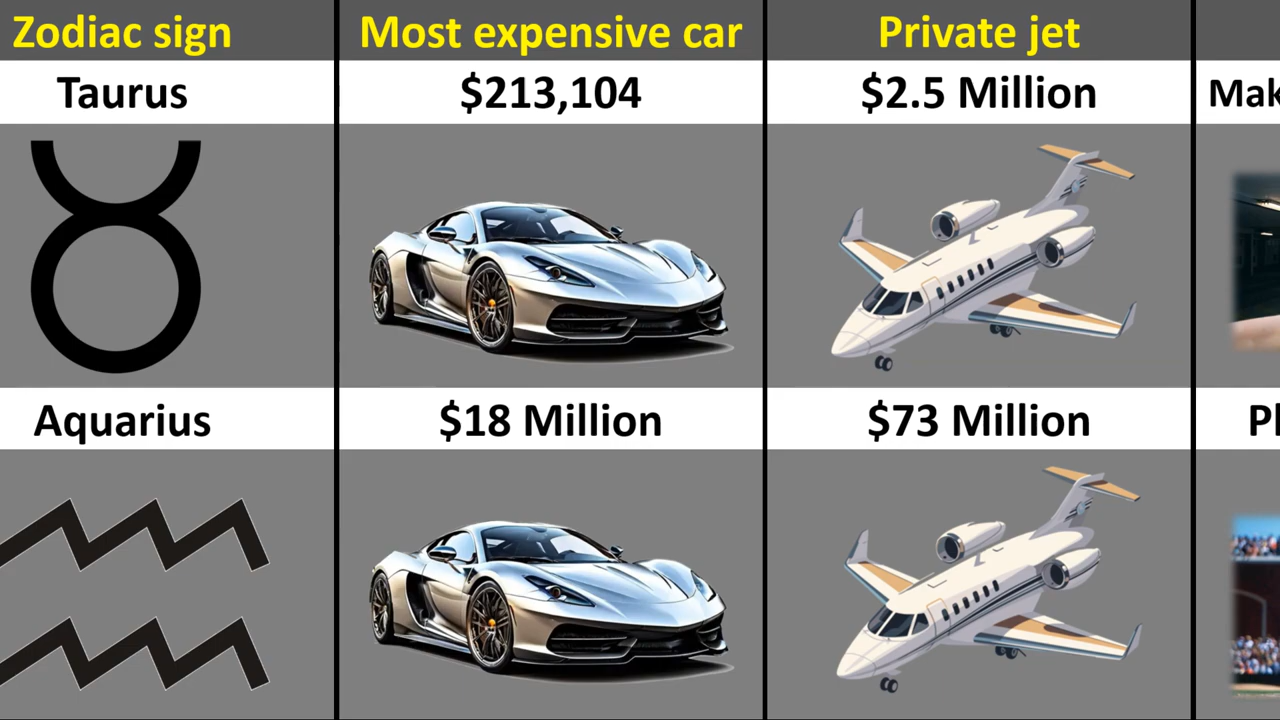 Zodiac sign
Most expensive car
Private jet
Taurus
$213,104
$2.5 Million
Aquarius
$18 Million
$73 Million